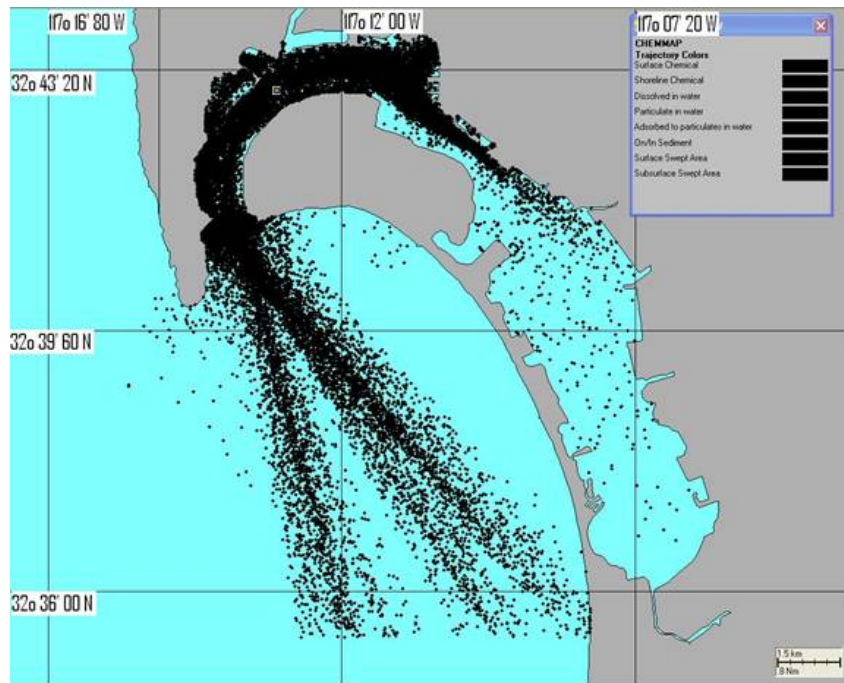 117o 16' 80 W
117o 12' 00 W
117o 07' 20 W
CHEMMAP
Trajectory Colors
Surface Chemical
Shoreline Chemical
Dissolved in water
Particulate in water
Adsorbed to particulates in water
On/In Sediment
Surface Swept Area
Subsurface Swept Area
32o 43' 20 N
32o 39' 60 N
32o 36' 00 N
1.5 km
.8 Nm